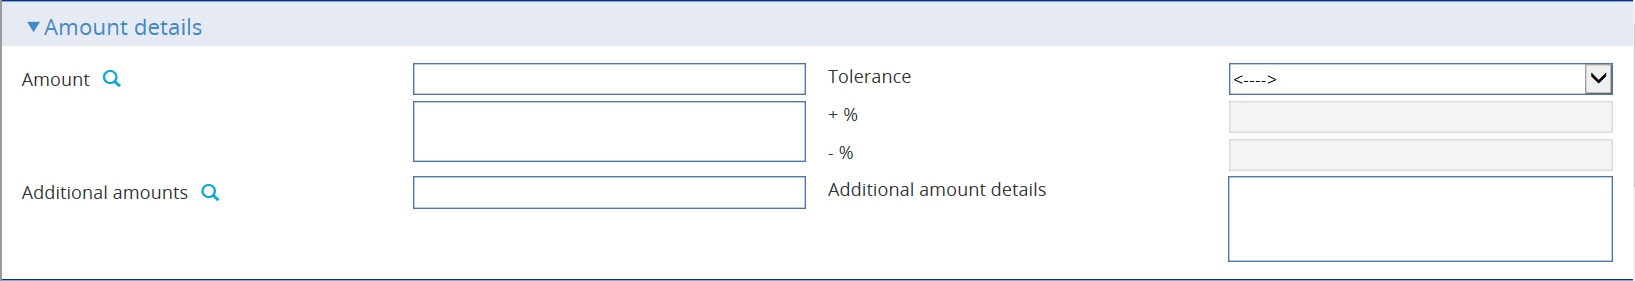 Amount details
Amount
Tolerance
<---->
+ %
- %
Additional amounts
Additional amount details